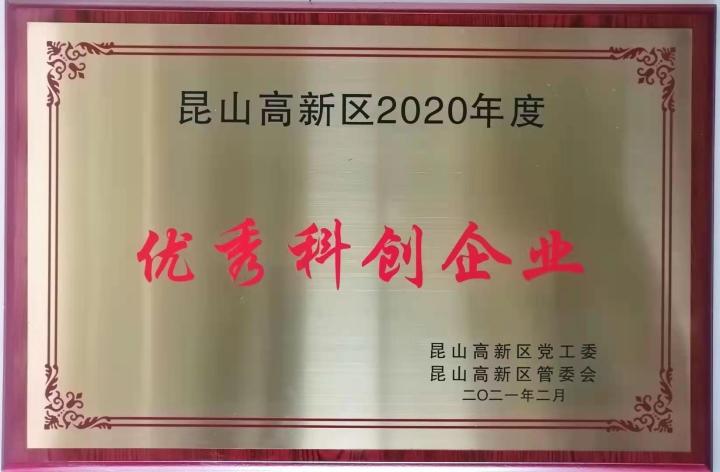 昆山高新区2020年度
优秀科创企业
昆山高新区党工委
昆山高新区管委会
二〇二一年二月